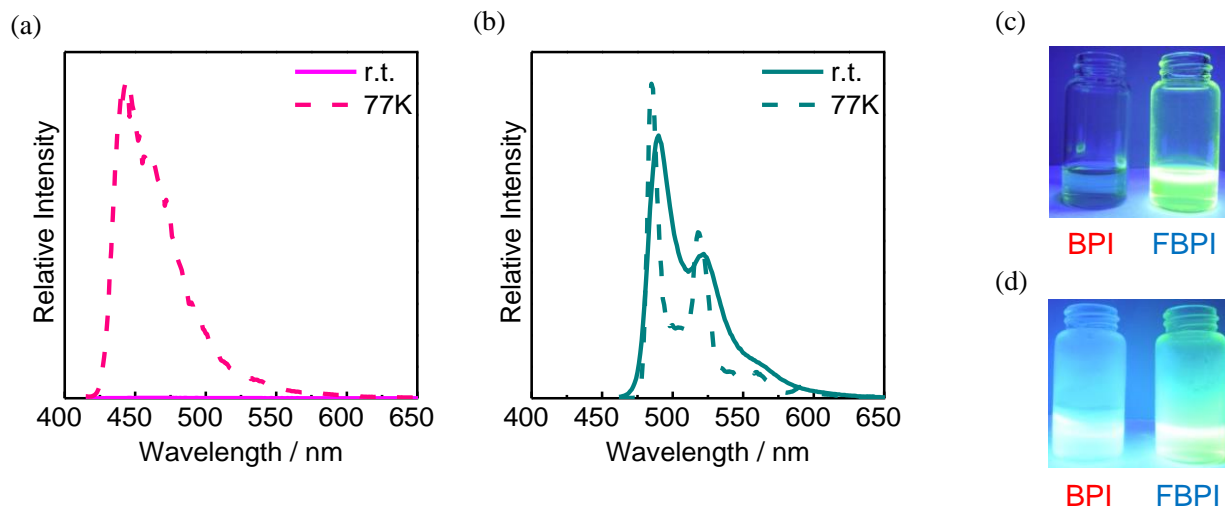 (a)
r.t.
77K
Relative Intensity
400 450 500 550 600 650
Wavelength / nm
(b)
r.t.
77K
Relative Intensity
400 450 500 550 600 650
Wavelength / nm
(c)
BPI FBPI
(d)
BPI FBPI